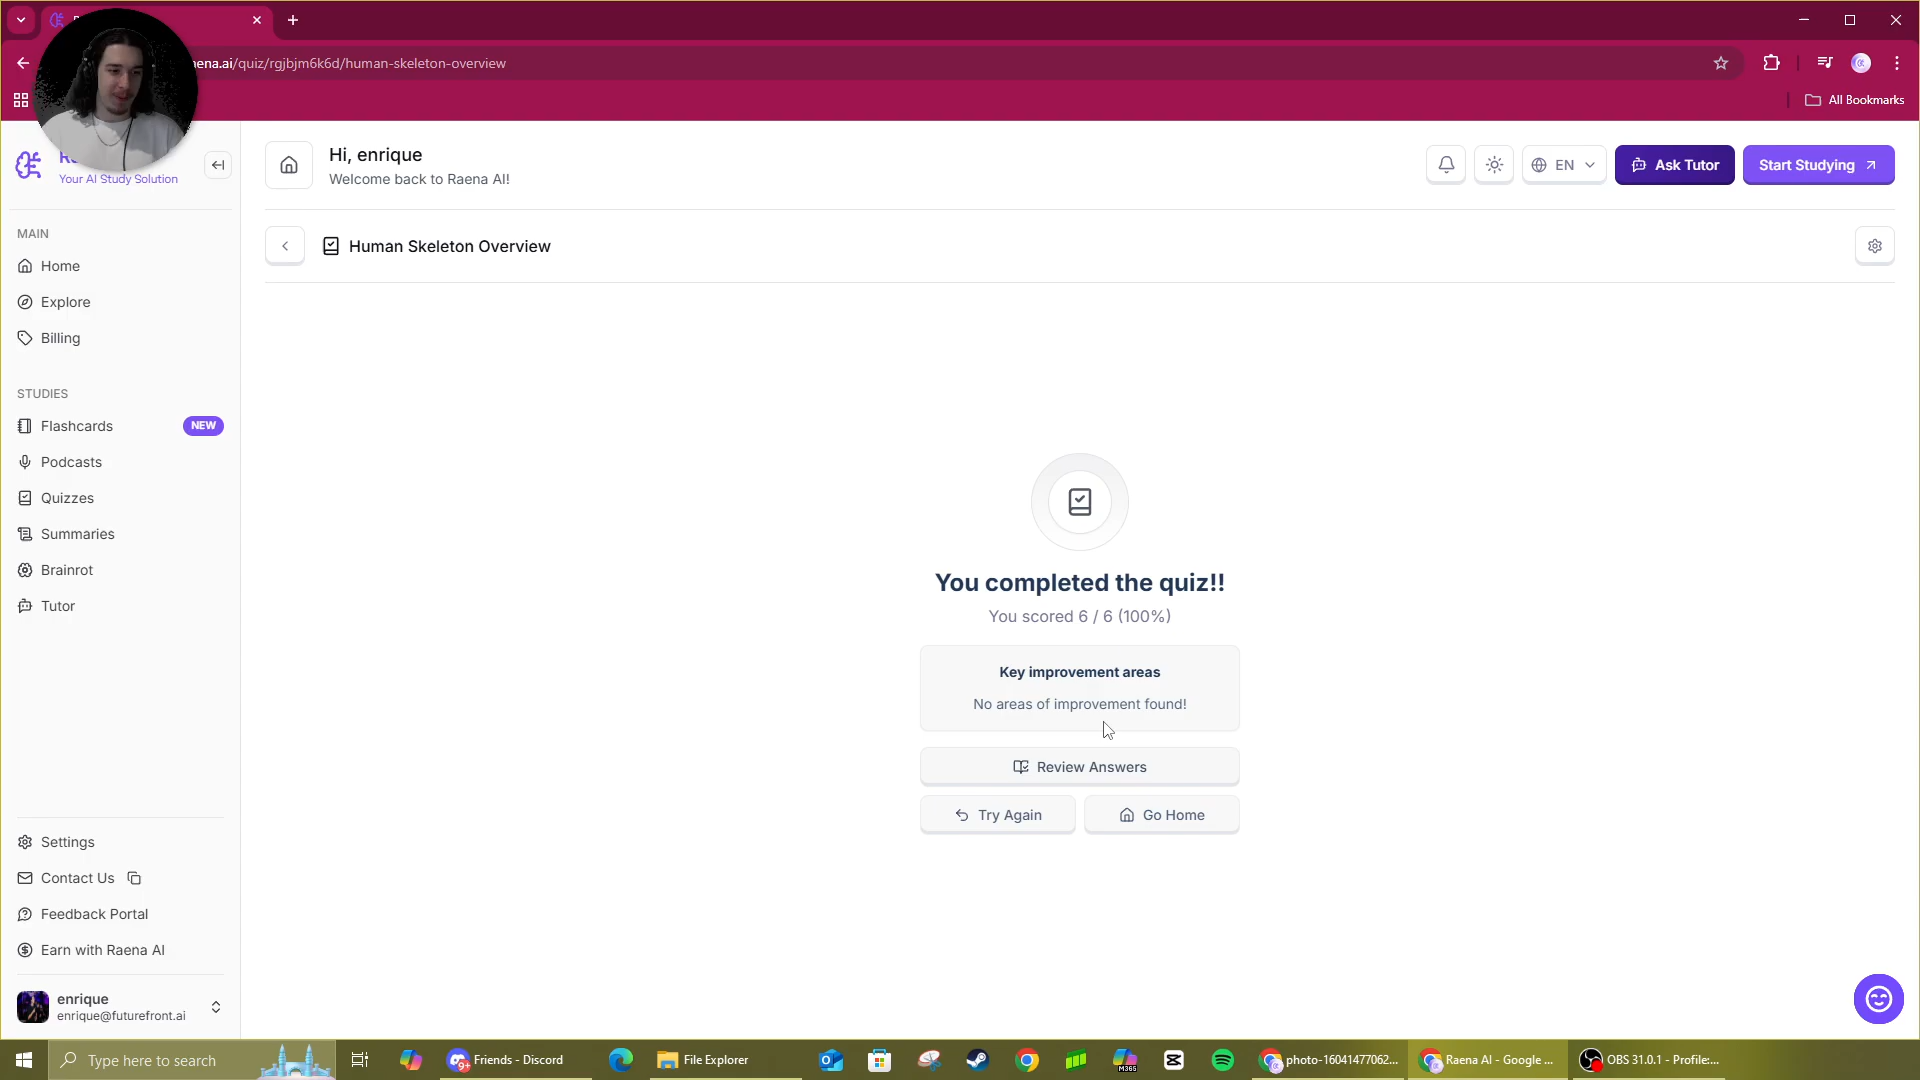 ena.ai/quiz/rgjbjm6k6d/human-skeleton-overview
All Bookmarks
Your AI Study Solution
Hi, enrique
Welcome back to Raena AI!
EN
Ask Tutor
Start Studying
Human Skeleton Overview
MAIN
Home
Explore
Billing
STUDIES
Flashcards
NEW
Podcasts
Quizzes
Summaries
Brainrot
Tutor
You completed the quiz!!
You scored 6 / 6 (100%)
Key improvement areas
No areas of improvement found!
Review Answers
Try Again
Go Home
Settings
Contact Us
Feedback Portal
Earn with Raena AI
enrique
enrique@futurefront.ai
Type here to search
9+
Friends - Discord
File Explorer
M365
photo-16041477062...
Raena AI - Google ...
OBS 31.0.1 - Profile:...